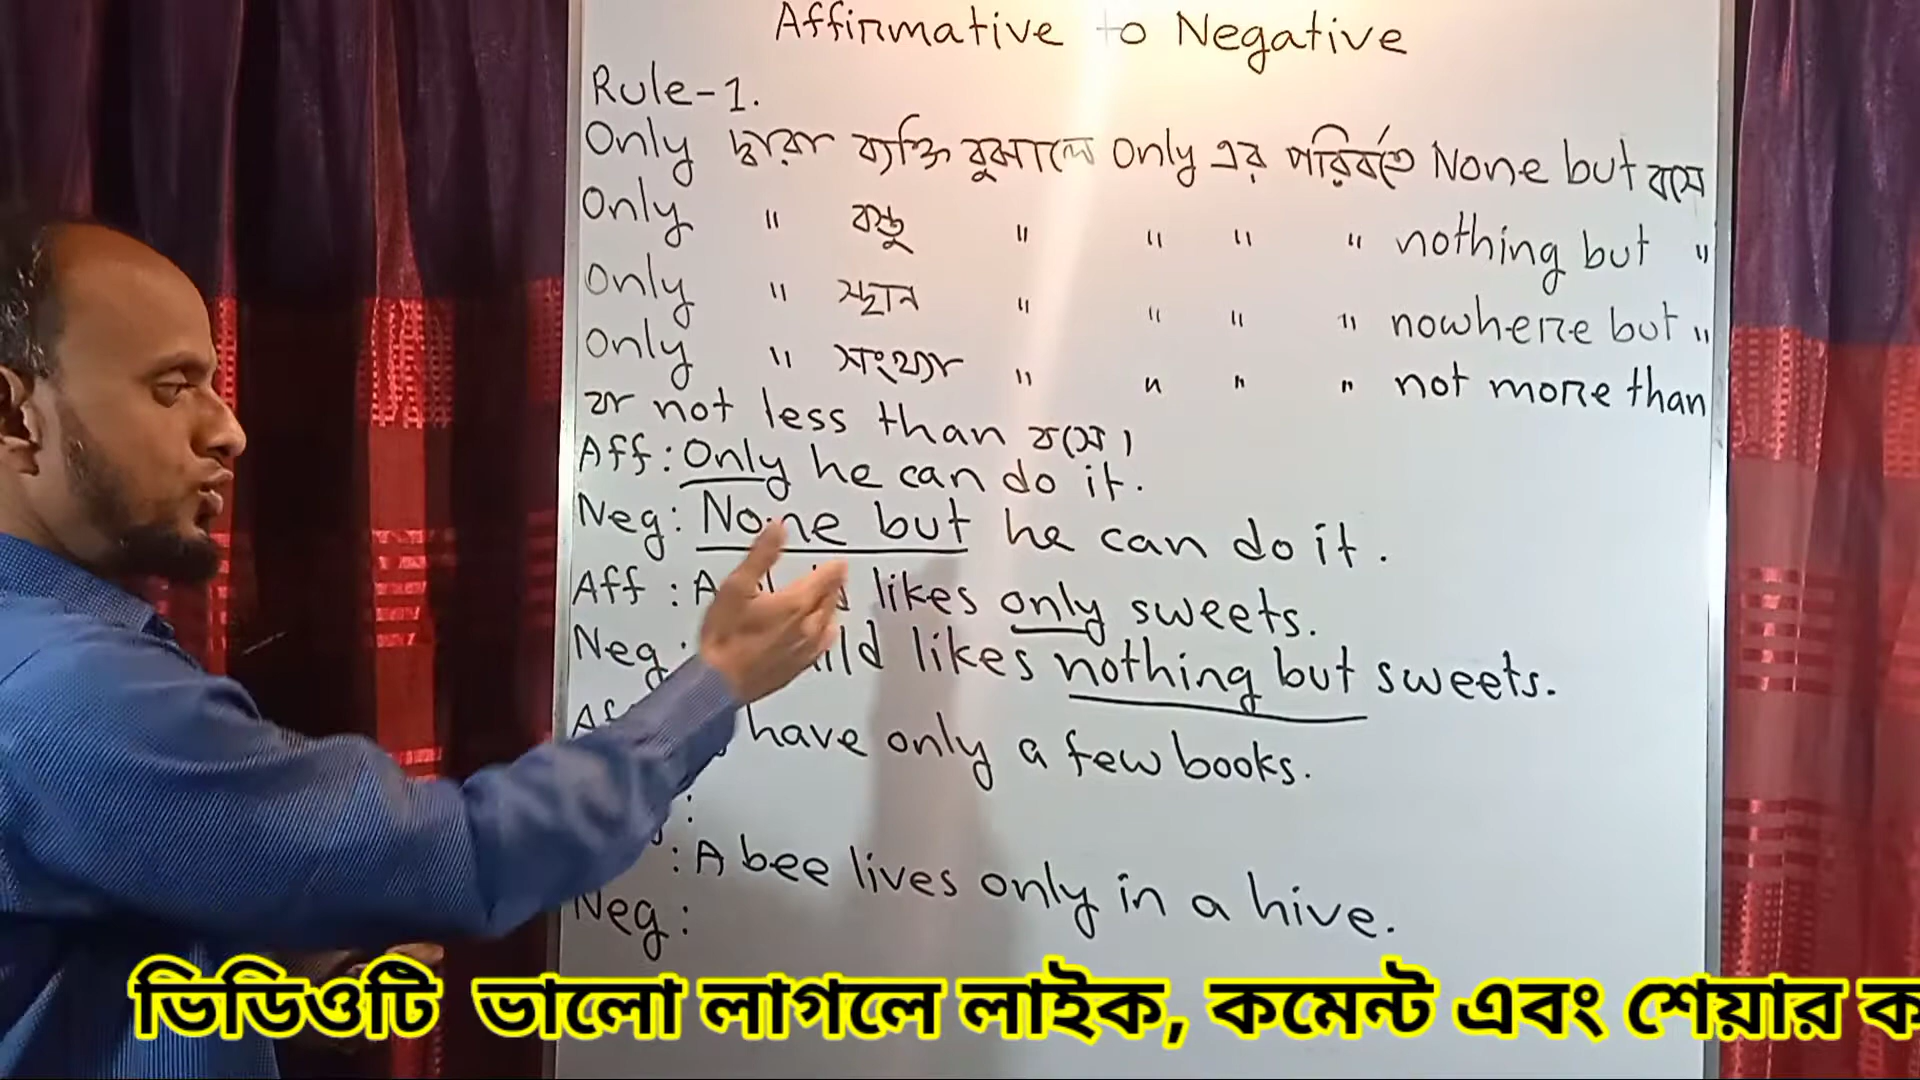 Affirmative to Negative
Rule-1.
Only দ্বারা ব্যক্তি বুঝালে Only এর পরিবর্তে None but বসে
Only " বস্তু " " " " nothing but "
Only " স্থান " " " " nowhere but "
Only " সংখ্যা " " " " not more than
বা not less than বসে।
Aff: Only he can do it.
Neg: None but he can do it.
Aff : A likes only sweets.
Neg: likes nothing but sweets.
have only a few books.
:
: A bee lives only in a hive.
Neg:
ভিডিওটি ভালো লাগলে লাইক, কমেন্ট এবং শেয়ার ক